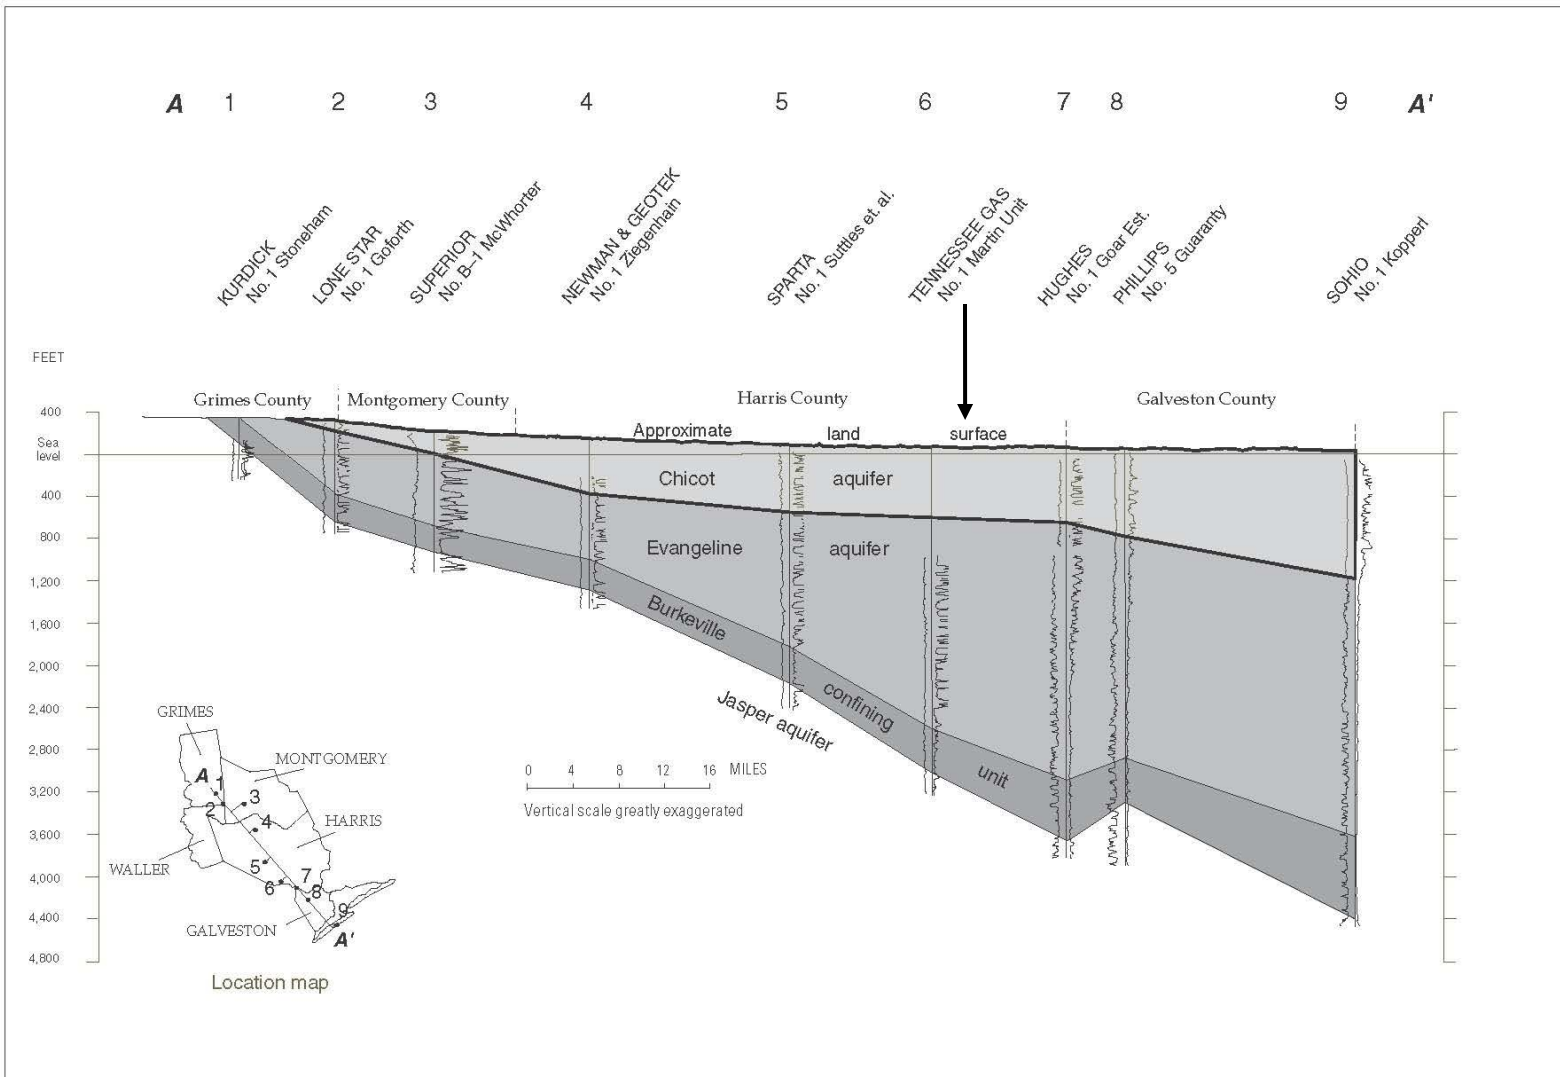 A 1 2 3 4 5 6 7 8 9 A'
KURDICK
No. 1 Stoneham
LONE STAR
No. 1 Goforth
SUPERIOR
No. B–1 McWhorter
NEWMAN & GEOTEK
No. 1 Ziegenhain
SPARTA
No. 1 Suttles et. al.
TENNESSEE GAS
No. 1 Martin Unit
HUGHES
No. 1 Goar Est.
PHILLIPS
No. 5 Guaranty
SOHIO
No. 1 Kopperl
FEET
Grimes County
Montgomery County
Harris County
Galveston County
400
Sea
level
400
800
1,200
1,600
2,000
2,400
2,800
3,200
3,600
4,000
4,400
4,800
Approximate land surface
Chicot aquifer
Evangeline aquifer
Burkeville confining unit
Jasper aquifer
0 4 8 12 16 MILES
Vertical scale greatly exaggerated
GRIMES
MONTGOMERY
HARRIS
WALLER
GALVESTON
A
1
2
3
4
5
6
7
8
9
A'
Location map